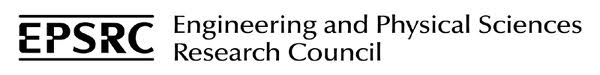 EPSRC
Engineering and Physical Sciences
Research Council